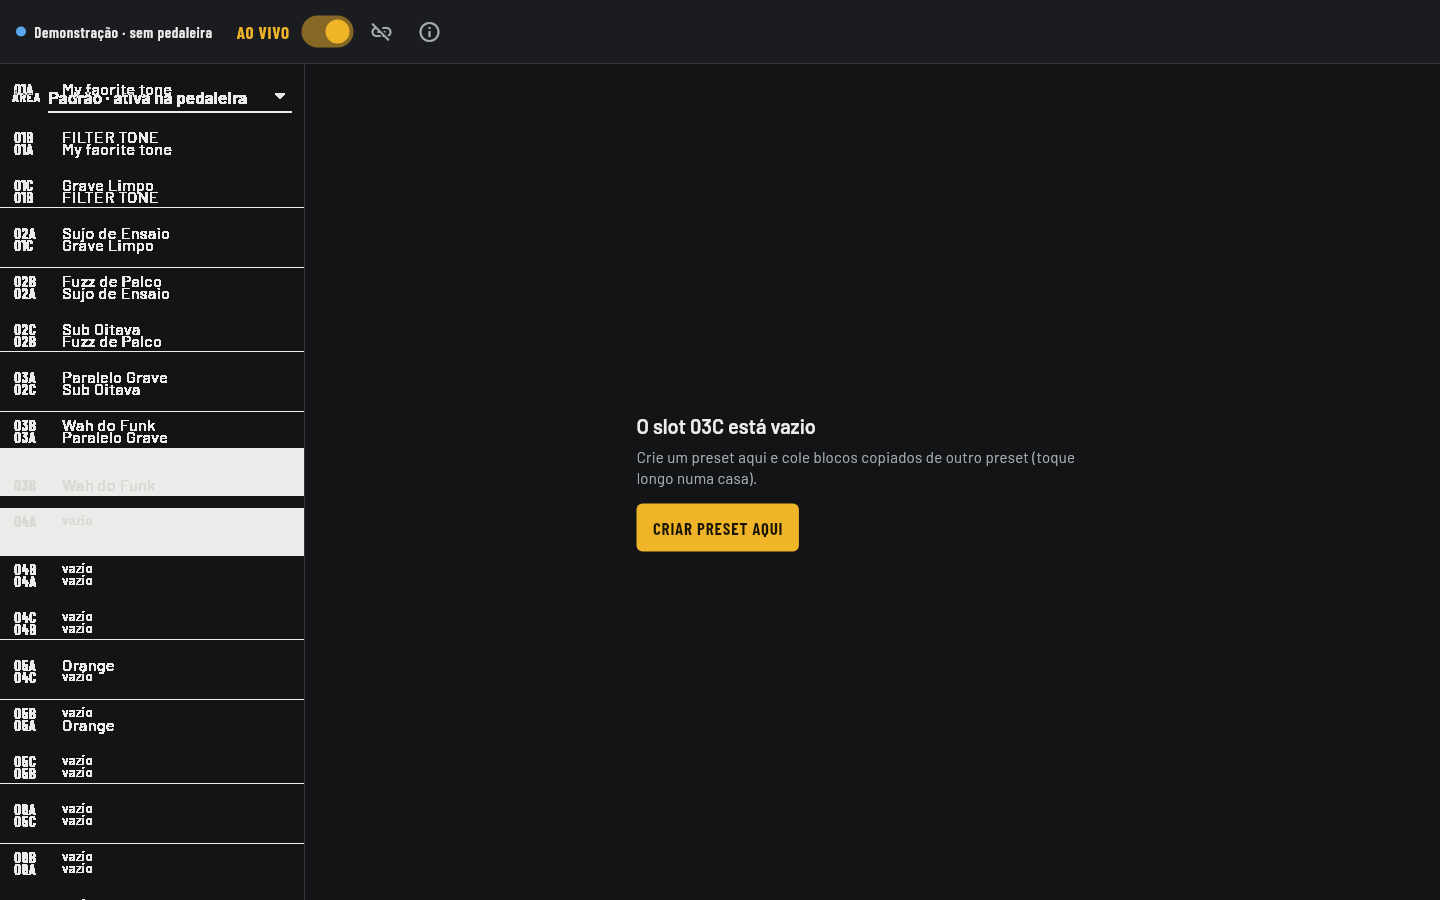 Demonstração · sem pedaleira AO VIVO
01A My faorite tone
ÁREA Padrão · ativa na pedaleira
01B FILTER TONE
01A My faorite tone
01C Grave Limpo
01B FILTER TONE
02A Sujo de Ensaio
01C Grave Limpo
02B Fuzz de Palco
02A Sujo de Ensaio
02C Sub Oitava
02B Fuzz de Palco
03A Paralelo Grave
02C Sub Oitava
03B Wah do Funk
03A Paralelo Grave
03B Wah do Funk
04A vazio
04B vazio
04A vazio
04C vazio
04B vazio
05A Orange
04C vazio
05B vazio
05A Orange
05C vazio
05B vazio
06A vazio
05C vazio
06B vazio
06A vazio
O slot 03C está vazio
Crie um preset aqui e cole blocos copiados de outro preset (toque
longo numa casa).
CRIAR PRESET AQUI